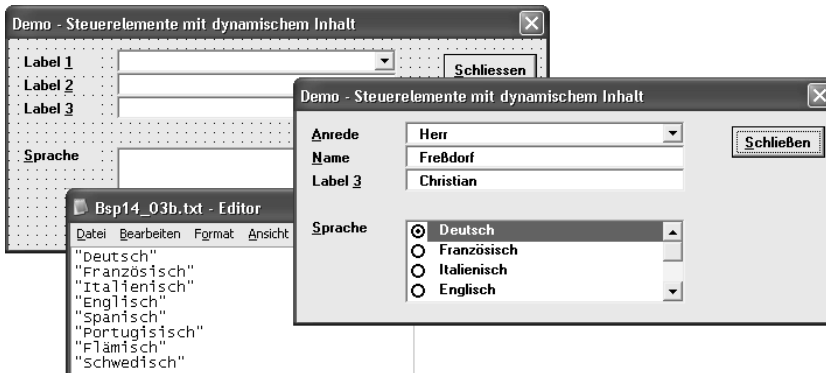 Demo - Steuerelemente mit dynamischem Inhalt
Label 1
Schliessen
Label 2
Label 3
Sprache
Demo - Steuerelemente mit dynamischem Inhalt
Anrede Herr
Schließen
Name Freßdorf
Label 3 Christian
Sprache Deutsch
Französisch
Italienisch
Englisch
Bsp14_03b.txt - Editor
Datei Bearbeiten Format Ansicht
"Deutsch"
"Französisch"
"Italienisch"
"Englisch"
"Spanisch"
"Portugisisch"
"Flämisch"
"Schwedisch"